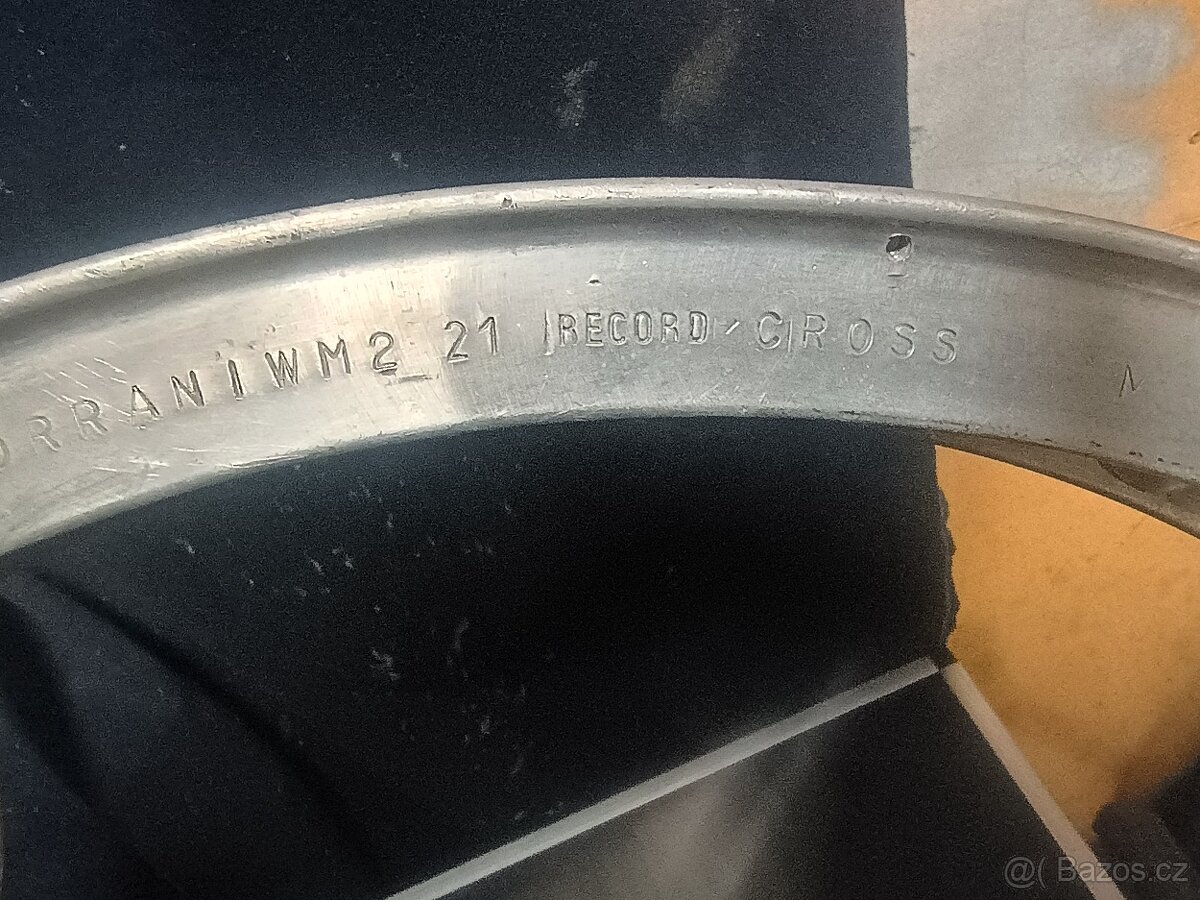 ORRANI WM2 21 RECORD CROSS
@( Bazos.cz